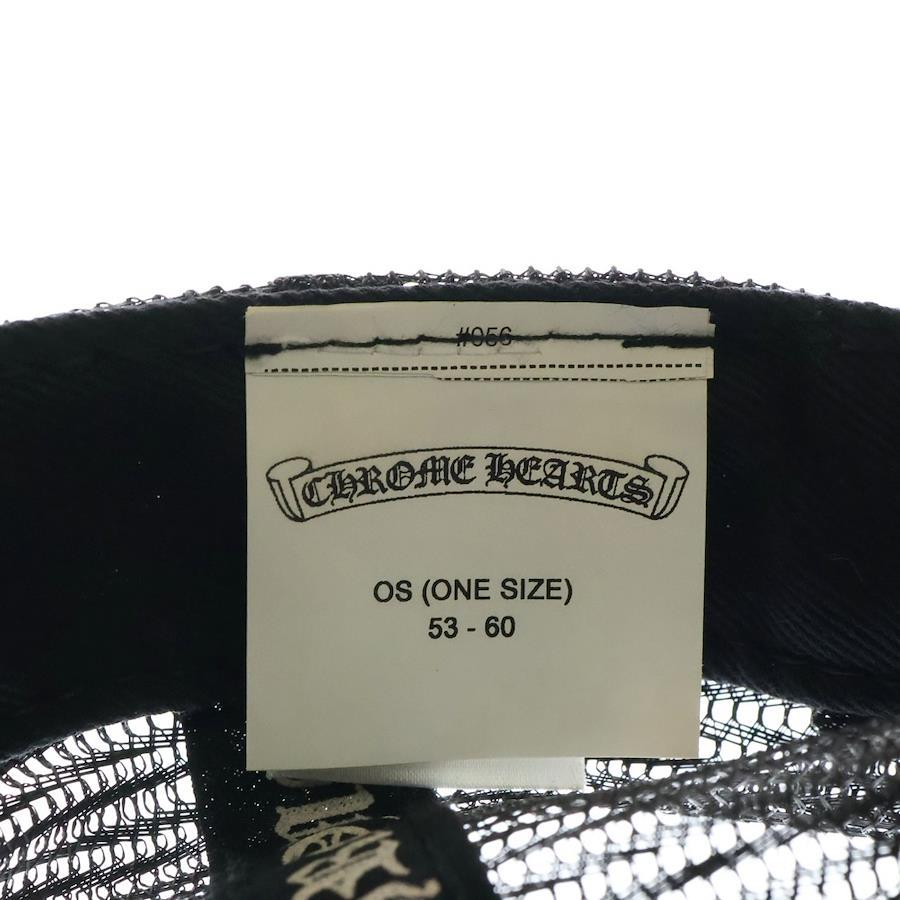 #056
CHROME HEARTS
OS (ONE SIZE)
53 - 60